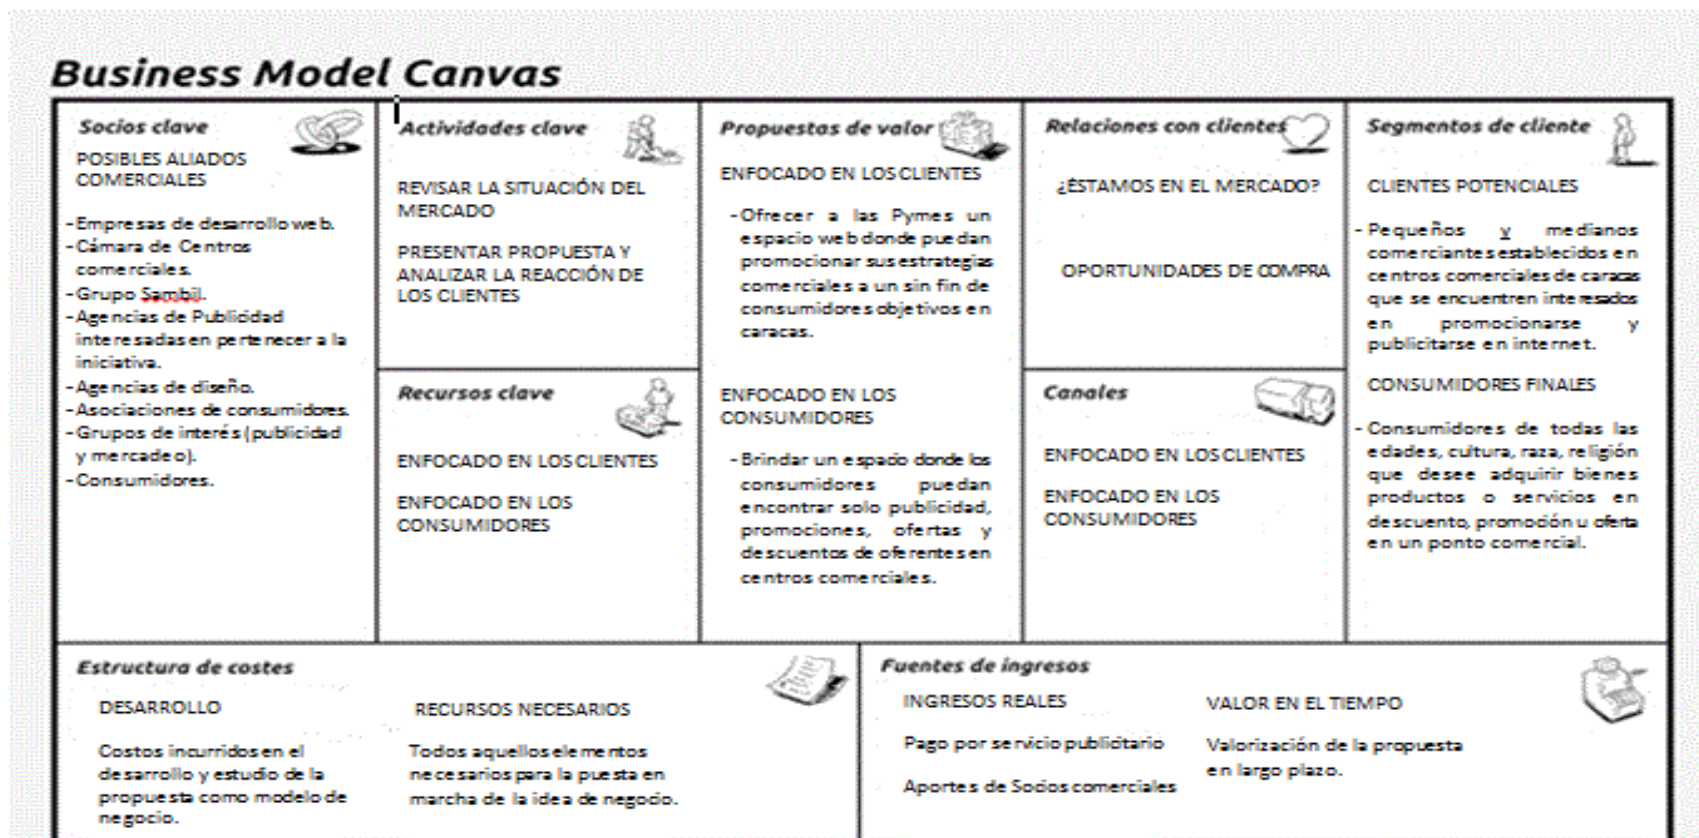 Business Model Canvas
Socios clave
POSIBLES ALIADOS
COMERCIALES
-Empresas de desarrollo web.
-Cámara de Centros
comerciales.
-Grupo Sambil.
-Agencias de Publicidad
interesadas en pertenecer a la
iniciativa.
-Agencias de diseño.
-Asociaciones de consumidores.
-Grupos de interés (publicidad
y mercadeo).
-Consumidores.
Actividades clave
REVISAR LA SITUACIÓN DEL
MERCADO
PRESENTAR PROPUESTA Y
ANALIZAR LA REACCIÓN DE
LOS CLIENTES
Recursos clave
ENFOCADO EN LOS CLIENTES
ENFOCADO EN LOS
CONSUMIDORES
Propuestas de valor
ENFOCADO EN LOS CLIENTES
-Ofrecer a las Pymes un
espacio web donde puedan
promocionar sus estrategias
comerciales a un sin fin de
consumidores objetivos en
caracas.
ENFOCADO EN LOS
CONSUMIDORES
-Brindar un espacio donde los
consumidores puedan
encontrar solo publicidad,
promociones, ofertas y
descuentos de oferentes en
centros comerciales.
Relaciones con clientes
¿ESTAMOS EN EL MERCADO?
OPORTUNIDADES DE COMPRA
Canales
ENFOCADO EN LOS CLIENTES
ENFOCADO EN LOS
CONSUMIDORES
Segmentos de cliente
CLIENTES POTENCIALES
-Pequeños y medianos
comerciantes establecidos en
centros comerciales de caracas
que se encuentren interesados
en promocionarse y
publicitarse en internet.
CONSUMIDORES FINALES
-Consumidores de todas las
edades, cultura, raza, religión
que desee adquirir bienes
productos o servicios en
descuento, promoción u oferta
en un ponto comercial.
Estructura de costes
DESARROLLO
Costos incurridos en el
desarrollo y estudio de la
propuesta como modelo de
negocio.
RECURSOS NECESARIOS
Todos aquellos elementos
necesarios para la puesta en
marcha de la idea de negocio.
Fuentes de ingresos
INGRESOS REALES
Pago por servicio publicitario
Aportes de Socios comerciales
VALOR EN EL TIEMPO
Valorización de la propuesta
en largo plazo.